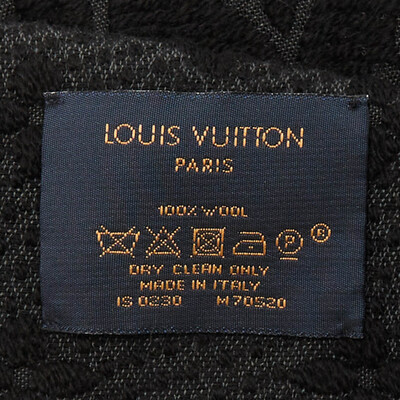 LOUIS VUITTON
PARIS
100% WOOL
P ®
DRY CLEAN ONLY
MADE IN ITALY
IS 0230 M70520